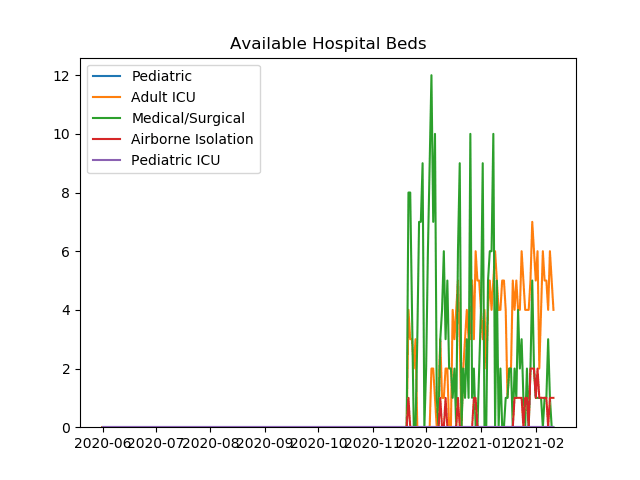 Available Hospital Beds
12
10
8
6
4
2
0
Pediatric
Adult ICU
Medical/Surgical
Airborne Isolation
Pediatric ICU
2020-06 2020-07 2020-08 2020-09 2020-10 2020-11 2020-12 2021-01 2021-02